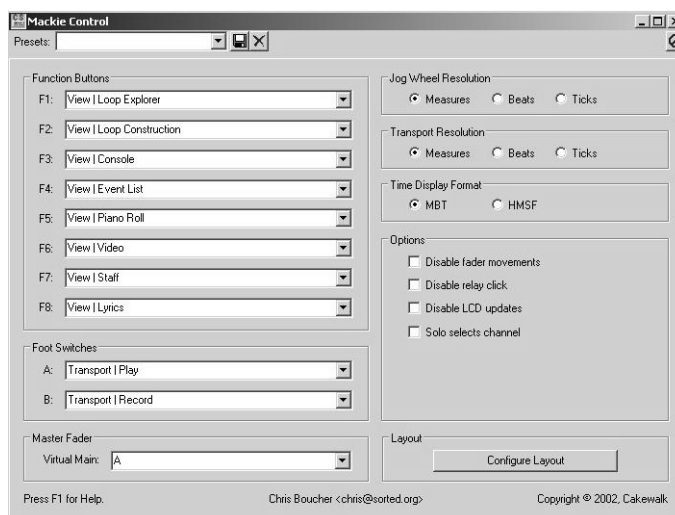 Mackie Control
Presets:
Function Buttons
F1: View | Loop Explorer
F2: View | Loop Construction
F3: View | Console
F4: View | Event List
F5: View | Piano Roll
F6: View | Video
F7: View | Staff
F8: View | Lyrics
Foot Switches
A: Transport | Play
B: Transport | Record
Master Fader
Virtual Main: A
Jog Wheel Resolution
Measures Beats Ticks
Transport Resolution
Measures Beats Ticks
Time Display Format
MBT HMSF
Options
Disable fader movements
Disable relay click
Disable LCD updates
Solo selects channel
Layout
Configure Layout
Press F1 for Help. Chris Boucher <chris@sorted.org> Copyright © 2002, Cakewalk